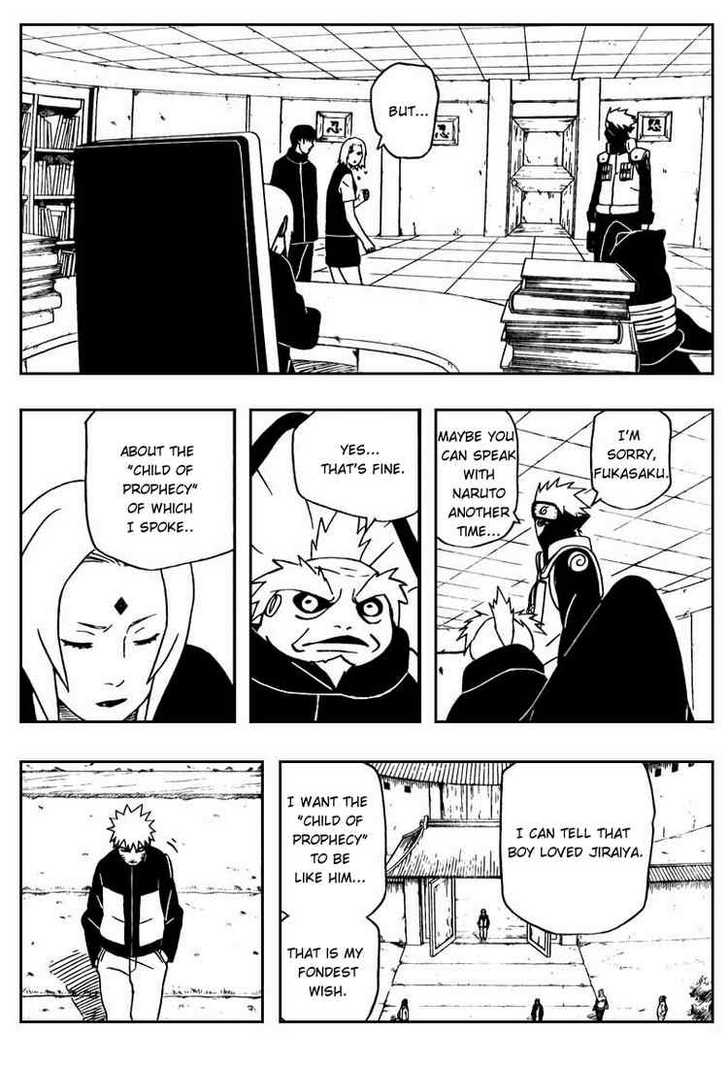 BUT...
忍
忍
I'M
SORRY,
FUKASAKU.
MAYBE YOU
CAN SPEAK
WITH
NARUTO
ANOTHER
TIME...
YES...
THAT'S FINE.
ABOUT THE
"CHILD OF
PROPHECY"
OF WHICH
I SPOKE..
I CAN TELL THAT
BOY LOVED JIRAIYA.
I WANT THE
"CHILD OF
PROPHECY"
TO BE
LIKE HIM...
THAT IS MY
FONDEST
WISH.